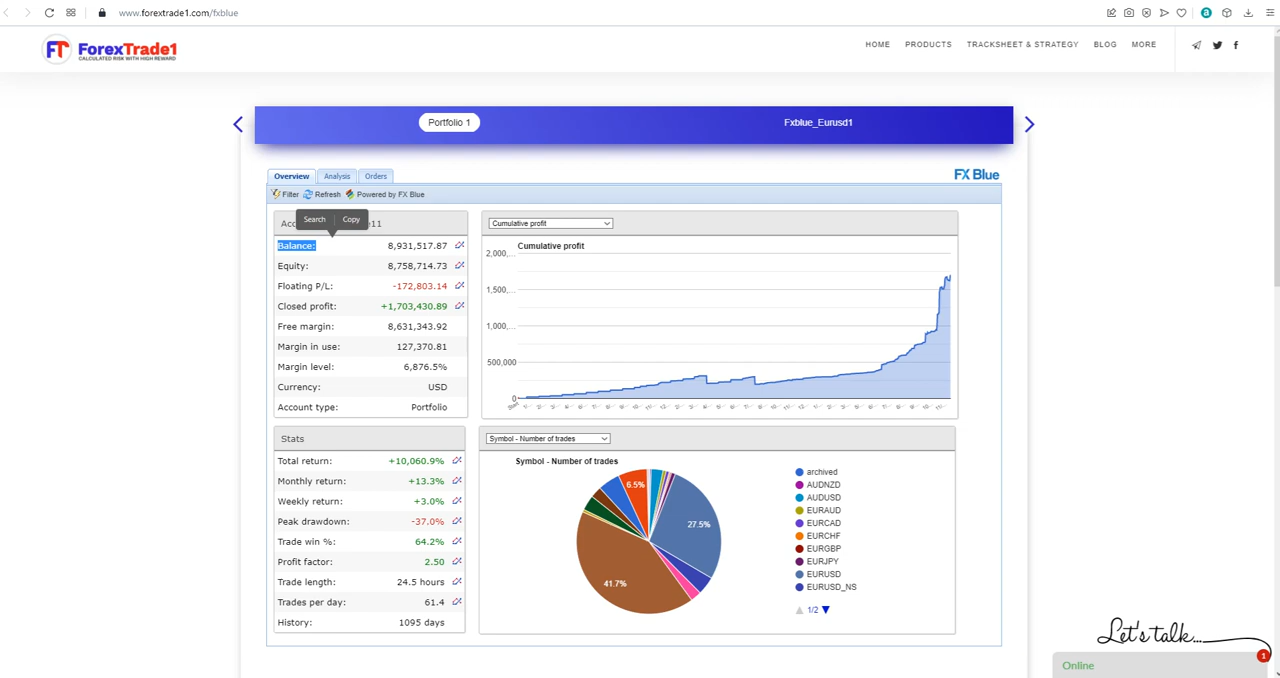 www.forextrade1.com/fxblue
FT ForexTrade1
CALCULATED RISK WITH HIGH REWARD
HOME PRODUCTS TRACKSHEET & STRATEGY BLOG MORE
Portfolio 1 Fxblue_Eurusd1
Overview Analysis Orders
FX Blue
Filter Refresh Powered by FX Blue
Search Copy
Balance: 8,931,517.87
Equity: 8,758,714.73
Floating P/L: -172,803.14
Closed profit: +1,703,430.89
Free margin: 8,631,343.92
Margin in use: 127,370.81
Margin level: 6,876.5%
Currency: USD
Account type: Portfolio
Cumulative profit
Cumulative profit
2,000,...
1,500,...
1,000,...
500,000
0
Stats
Total return: +10,060.9%
Monthly return: +13.3%
Weekly return: +3.0%
Peak drawdown: -37.0%
Trade win %: 64.2%
Profit factor: 2.50
Trade length: 24.5 hours
Trades per day: 61.4
History: 1095 days
Symbol - Number of trades
Symbol - Number of trades
6.5%
27.5%
41.7%
archived
AUDNZD
AUDUSD
EURAUD
EURCAD
EURCHF
EURGBP
EURJPY
EURUSD
EURUSD_NS
1/2
Let's talk...
1
Online